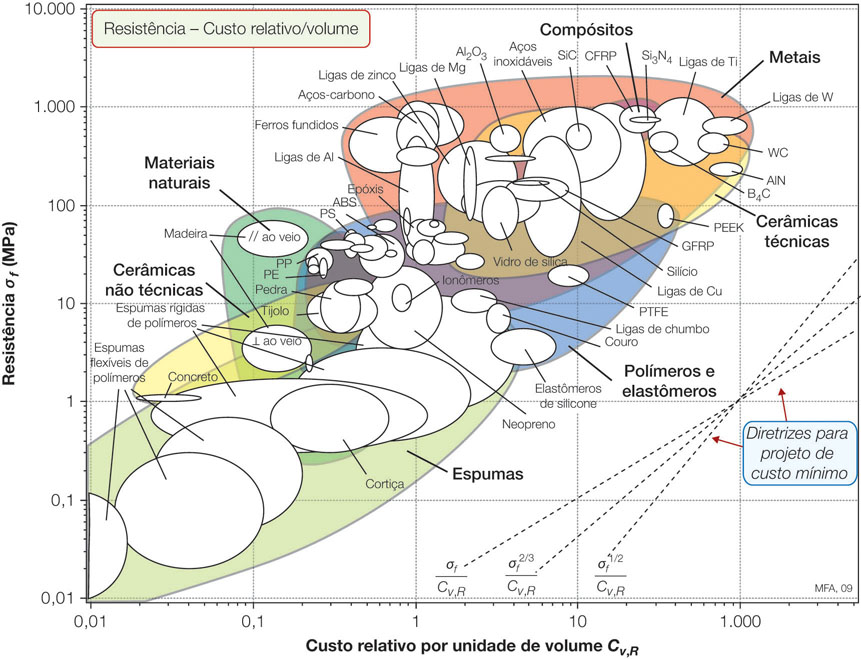 10.000
Resistência – Custo relativo/volume
Compósitos
Al2O3
Aços
inoxidáveis
SiC
CFRP
Si3N4
Ligas de Ti
Metais
Ligas de Mg
Ligas de zinco
Aços-carbono
1.000
Ligas de W
Ferros fundidos
WC
Ligas de Al
AlN
B4C
Materiais
naturais
Epóxis
ABS
PS
100
PEEK
Cerâmicas
técnicas
Madeira
// ao veio
GFRP
Vidro de sílica
Silício
PP
PE
Cerâmicas
não técnicas
Ionômeros
Ligas de Cu
Pedra
PTFE
10
Tijolo
Espumas rígidas
de polímeros
Ligas de chumbo
Couro
⊥ ao veio
Espumas
flexíveis de
polímeros
Concreto
Elastômeros
de silicone
Polímeros e
elastômeros
1
Neopreno
Diretrizes para
projeto de
custo mínimo
Espumas
Cortiça
0,1
σf / Cv,R
σf^2/3 / Cv,R
σf^1/2 / Cv,R
MFA, 09
0.01
0,01
0,1
1
10
100
1.000
Resistência σf (MPa)
Custo relativo por unidade de volume Cv,R